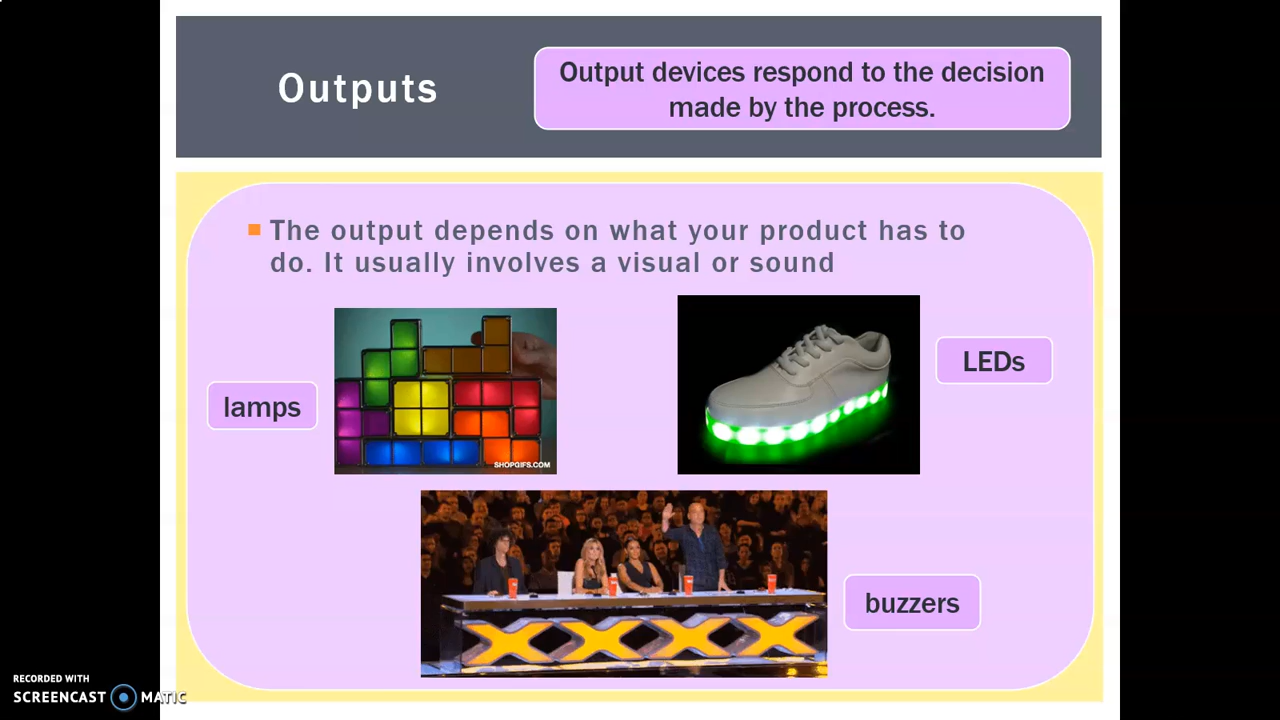 Outputs
Output devices respond to the decision
made by the process.
The output depends on what your product has to
do. It usually involves a visual or sound
lamps
SHOPGIFS.COM
LEDs
buzzers
RECORDED WITH
SCREENCAST MATIC